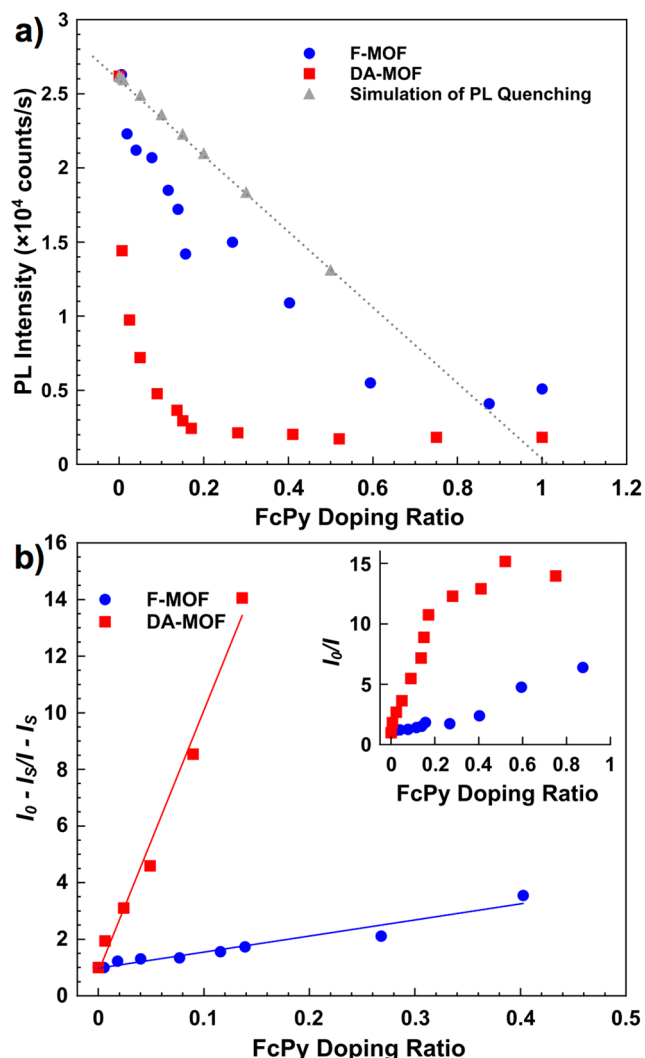 a)
3
2.5
2
1.5
1
0.5
0
PL Intensity (×10⁴ counts/s)
F-MOF
DA-MOF
Simulation of PL Quenching
0 0.2 0.4 0.6 0.8 1 1.2
FcPy Doping Ratio
b)
16
14
12
10
8
6
4
2
0
I₀ - Iₛ/I - Iₛ
F-MOF
DA-MOF
15
10
5
0
I₀/I
0 0.2 0.4 0.6 0.8 1
FcPy Doping Ratio
0 0.1 0.2 0.3 0.4 0.5
FcPy Doping Ratio